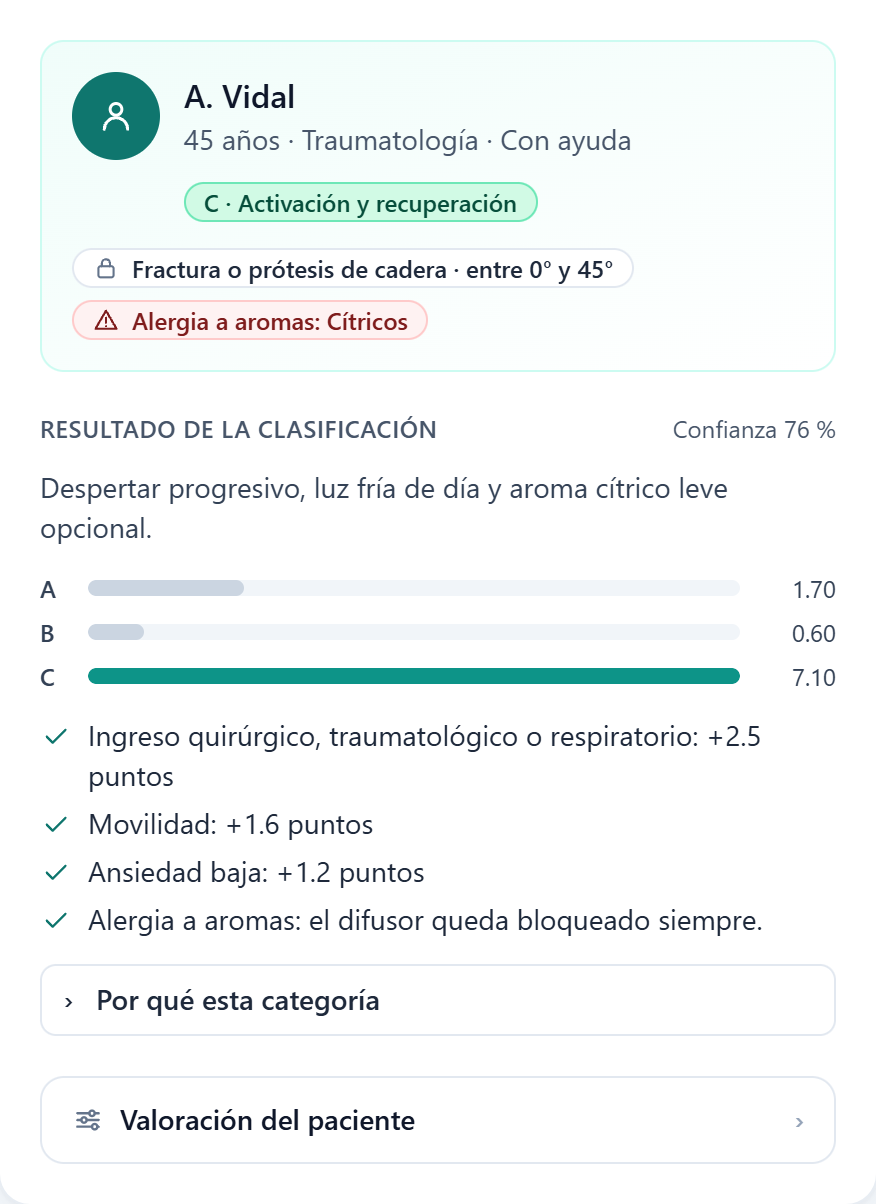 A. Vidal
45 años · Traumatología · Con ayuda
C · Activación y recuperación
Fractura o prótesis de cadera · entre 0° y 45°
Alergia a aromas: Cítricos
RESULTADO DE LA CLASIFICACIÓN
Confianza 76 %
Despertar progresivo, luz fría de día y aroma cítrico leve
opcional.
A 1.70
B 0.60
C 7.10
Ingreso quirúrgico, traumatológico o respiratorio: +2.5
puntos
Movilidad: +1.6 puntos
Ansiedad baja: +1.2 puntos
Alergia a aromas: el difusor queda bloqueado siempre.
› Por qué esta categoría
Valoración del paciente ›